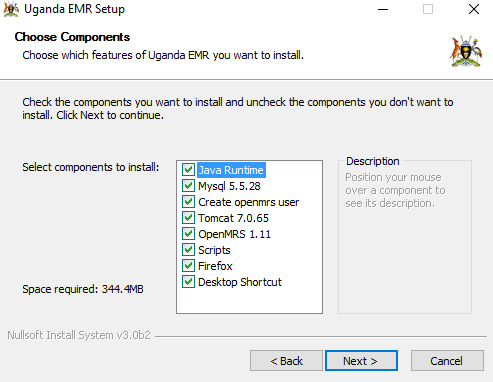 Uganda EMR Setup
Choose Components
Choose which features of Uganda EMR you want to install.
Check the components you want to install and uncheck the components you don't want to
install. Click Next to continue.
Select components to install:
Java Runtime
Mysql 5.5.28
Create openmrs user
Tomcat 7.0.65
OpenMRS 1.11
Scripts
Firefox
Desktop Shortcut
Description
Position your mouse
over a component to
see its description.
Space required: 344.4MB
Nullsoft Install System v3.0b2
< Back
Next >
Cancel